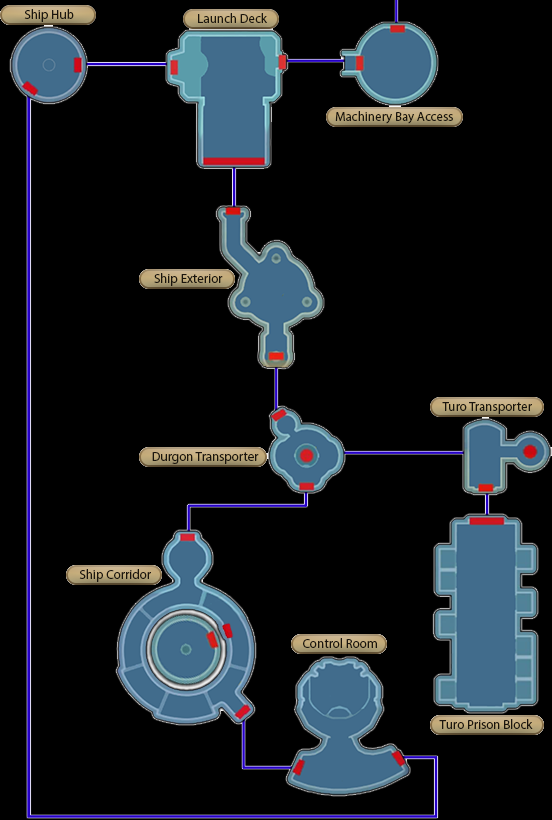 Ship Hub
Launch Deck
Machinery Bay Access
Ship Exterior
Turo Transporter
Durgon Transporter
Ship Corridor
Control Room
Turo Prison Block